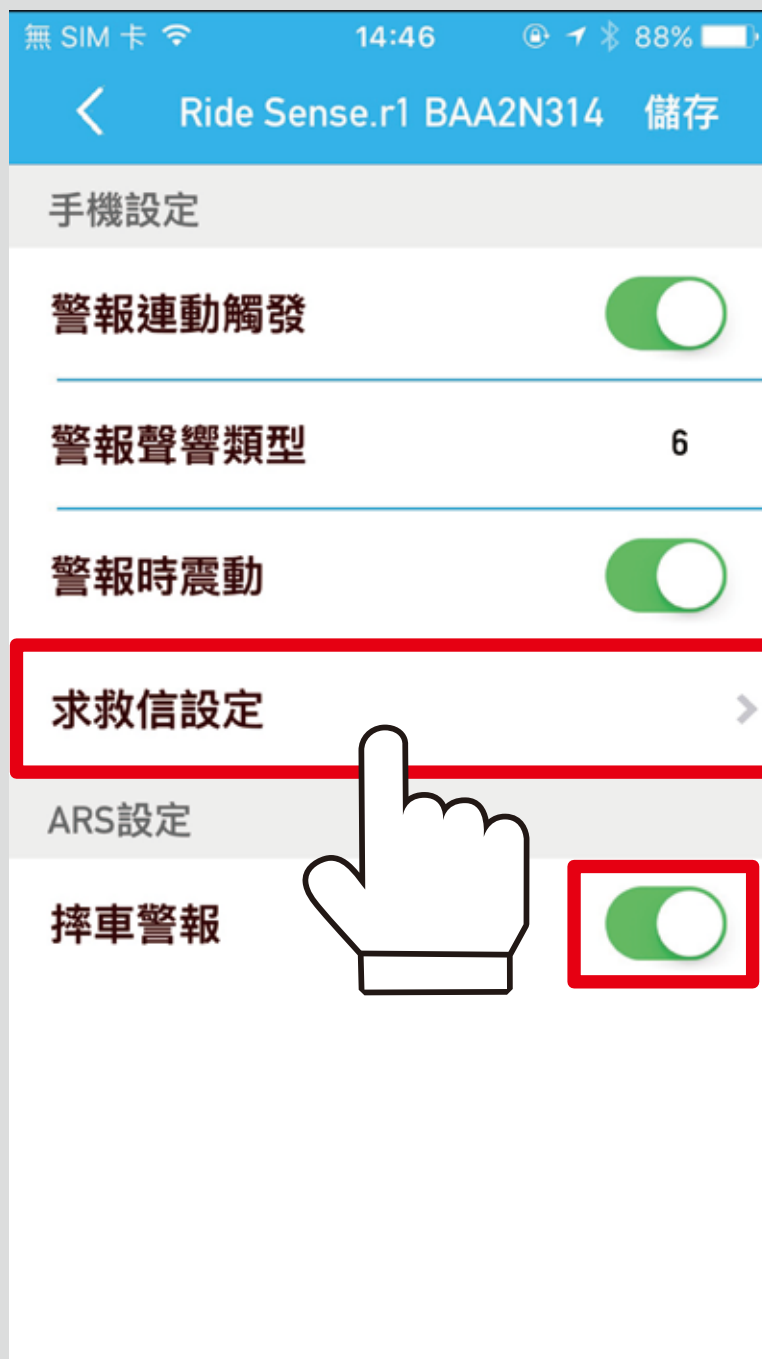 無 SIM 卡 14:46 88%
Ride Sense.r1 BAA2N314 儲存
手機設定
警報連動觸發
警報聲響類型 6
警報時震動
求救信設定
ARS設定
摔車警報